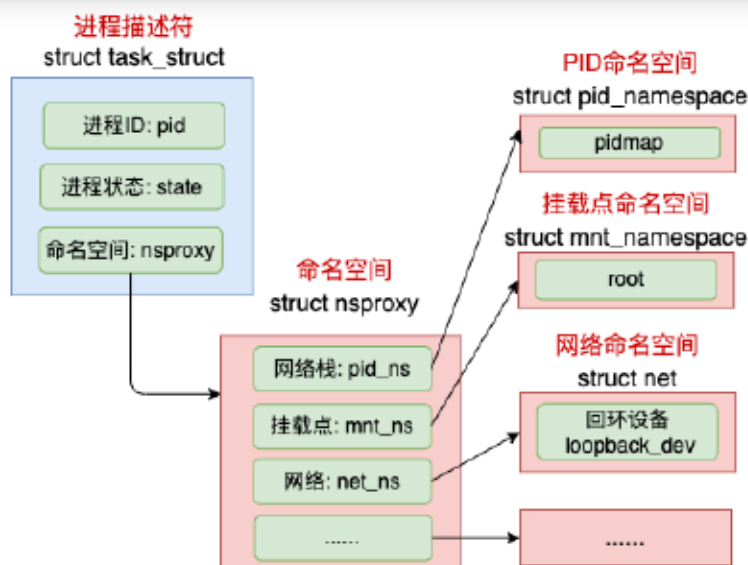 进程描述符
struct task_struct
进程ID: pid
进程状态: state
命名空间: nsproxy
命名空间
struct nsproxy
网络栈: pid_ns
挂载点: mnt_ns
网络: net_ns
......
PID命名空间
struct pid_namespace
pidmap
挂载点命名空间
struct mnt_namespace
root
网络命名空间
struct net
回环设备
loopback_dev
......